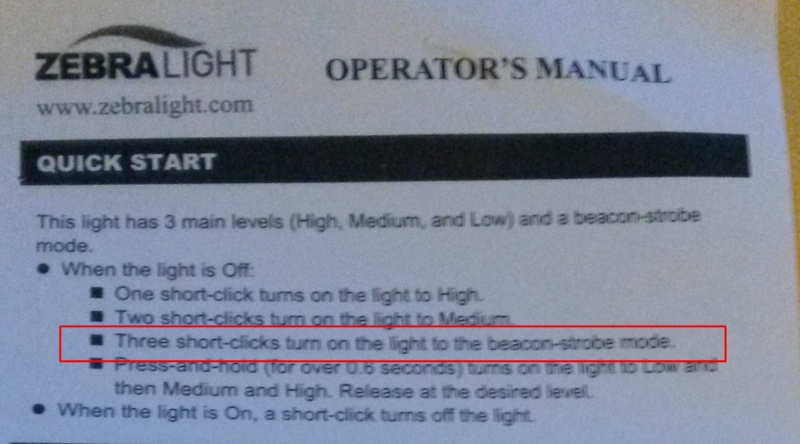 ZEBRALIGHT
OPERATOR'S MANUAL
www.zebralight.com
QUICK START
This light has 3 main levels (High, Medium, and Low) and a beacon-strobe
mode.
● When the light is Off:
■ One short-click turns on the light to High.
■ Two short-clicks turn on the light to Medium.
■ Three short-clicks turn on the light to the beacon-strobe mode.
■ Press-and-hold (for over 0.6 seconds) turns on the light to Low and
then Medium and High. Release at the desired level.
● When the light is On, a short-click turns off the light.